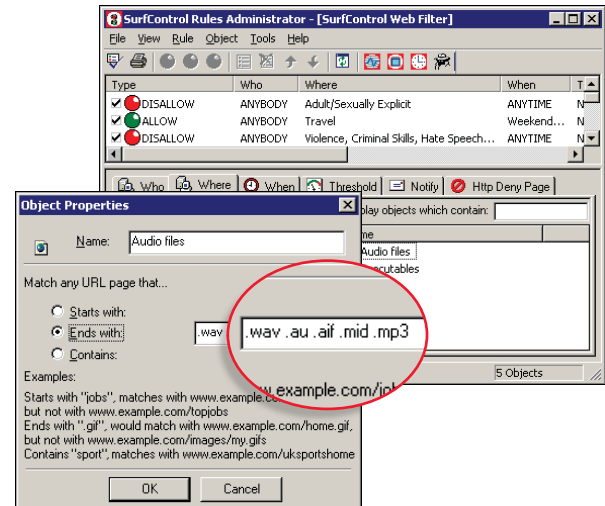 SurfControl Rules Administrator - [SurfControl Web Filter]
File View Rule Object Tools Help
Type Who Where When T
DISALLOW ANYBODY Adult/Sexually Explicit ANYTIME N
ALLOW ANYBODY Travel Weekend... N
DISALLOW ANYBODY Violence, Criminal Skills, Hate Speech... ANYTIME N
Who Where When Threshold Notify Http Deny Page
objects which contain:
Audio files
5 Objects
Object Properties
Name: Audio files
Match any URL page that...
Starts with:
Ends with: .wav
.wav .au .aif .mid .mp3
Contains:
Examples:
Starts with "jobs", matches with www.example.co
but not with www.example.com/topjobs
Ends with ".gif", would match with www.example.com/home.gif,
but not with www.example.com/images/my.gifs
Contains "sport", matches with www.example.com/uksportshome
w.example.com/job
OK Cancel